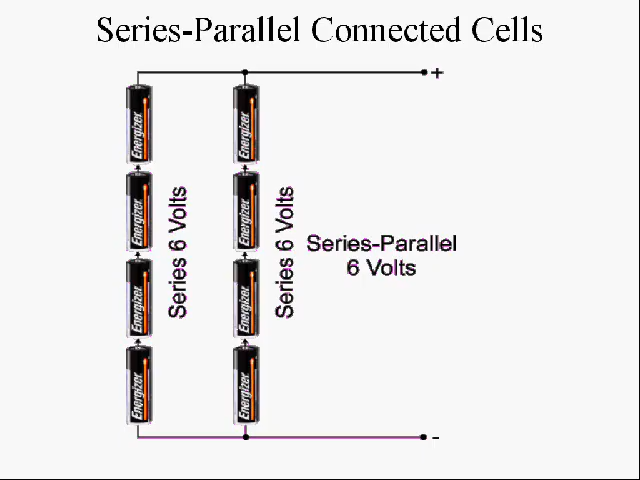 Series-Parallel Connected Cells
+
Energizer
Energizer
Energizer
Energizer
Series 6 Volts
Energizer
Energizer
Energizer
Energizer
Series 6 Volts
Series-Parallel
6 Volts
-